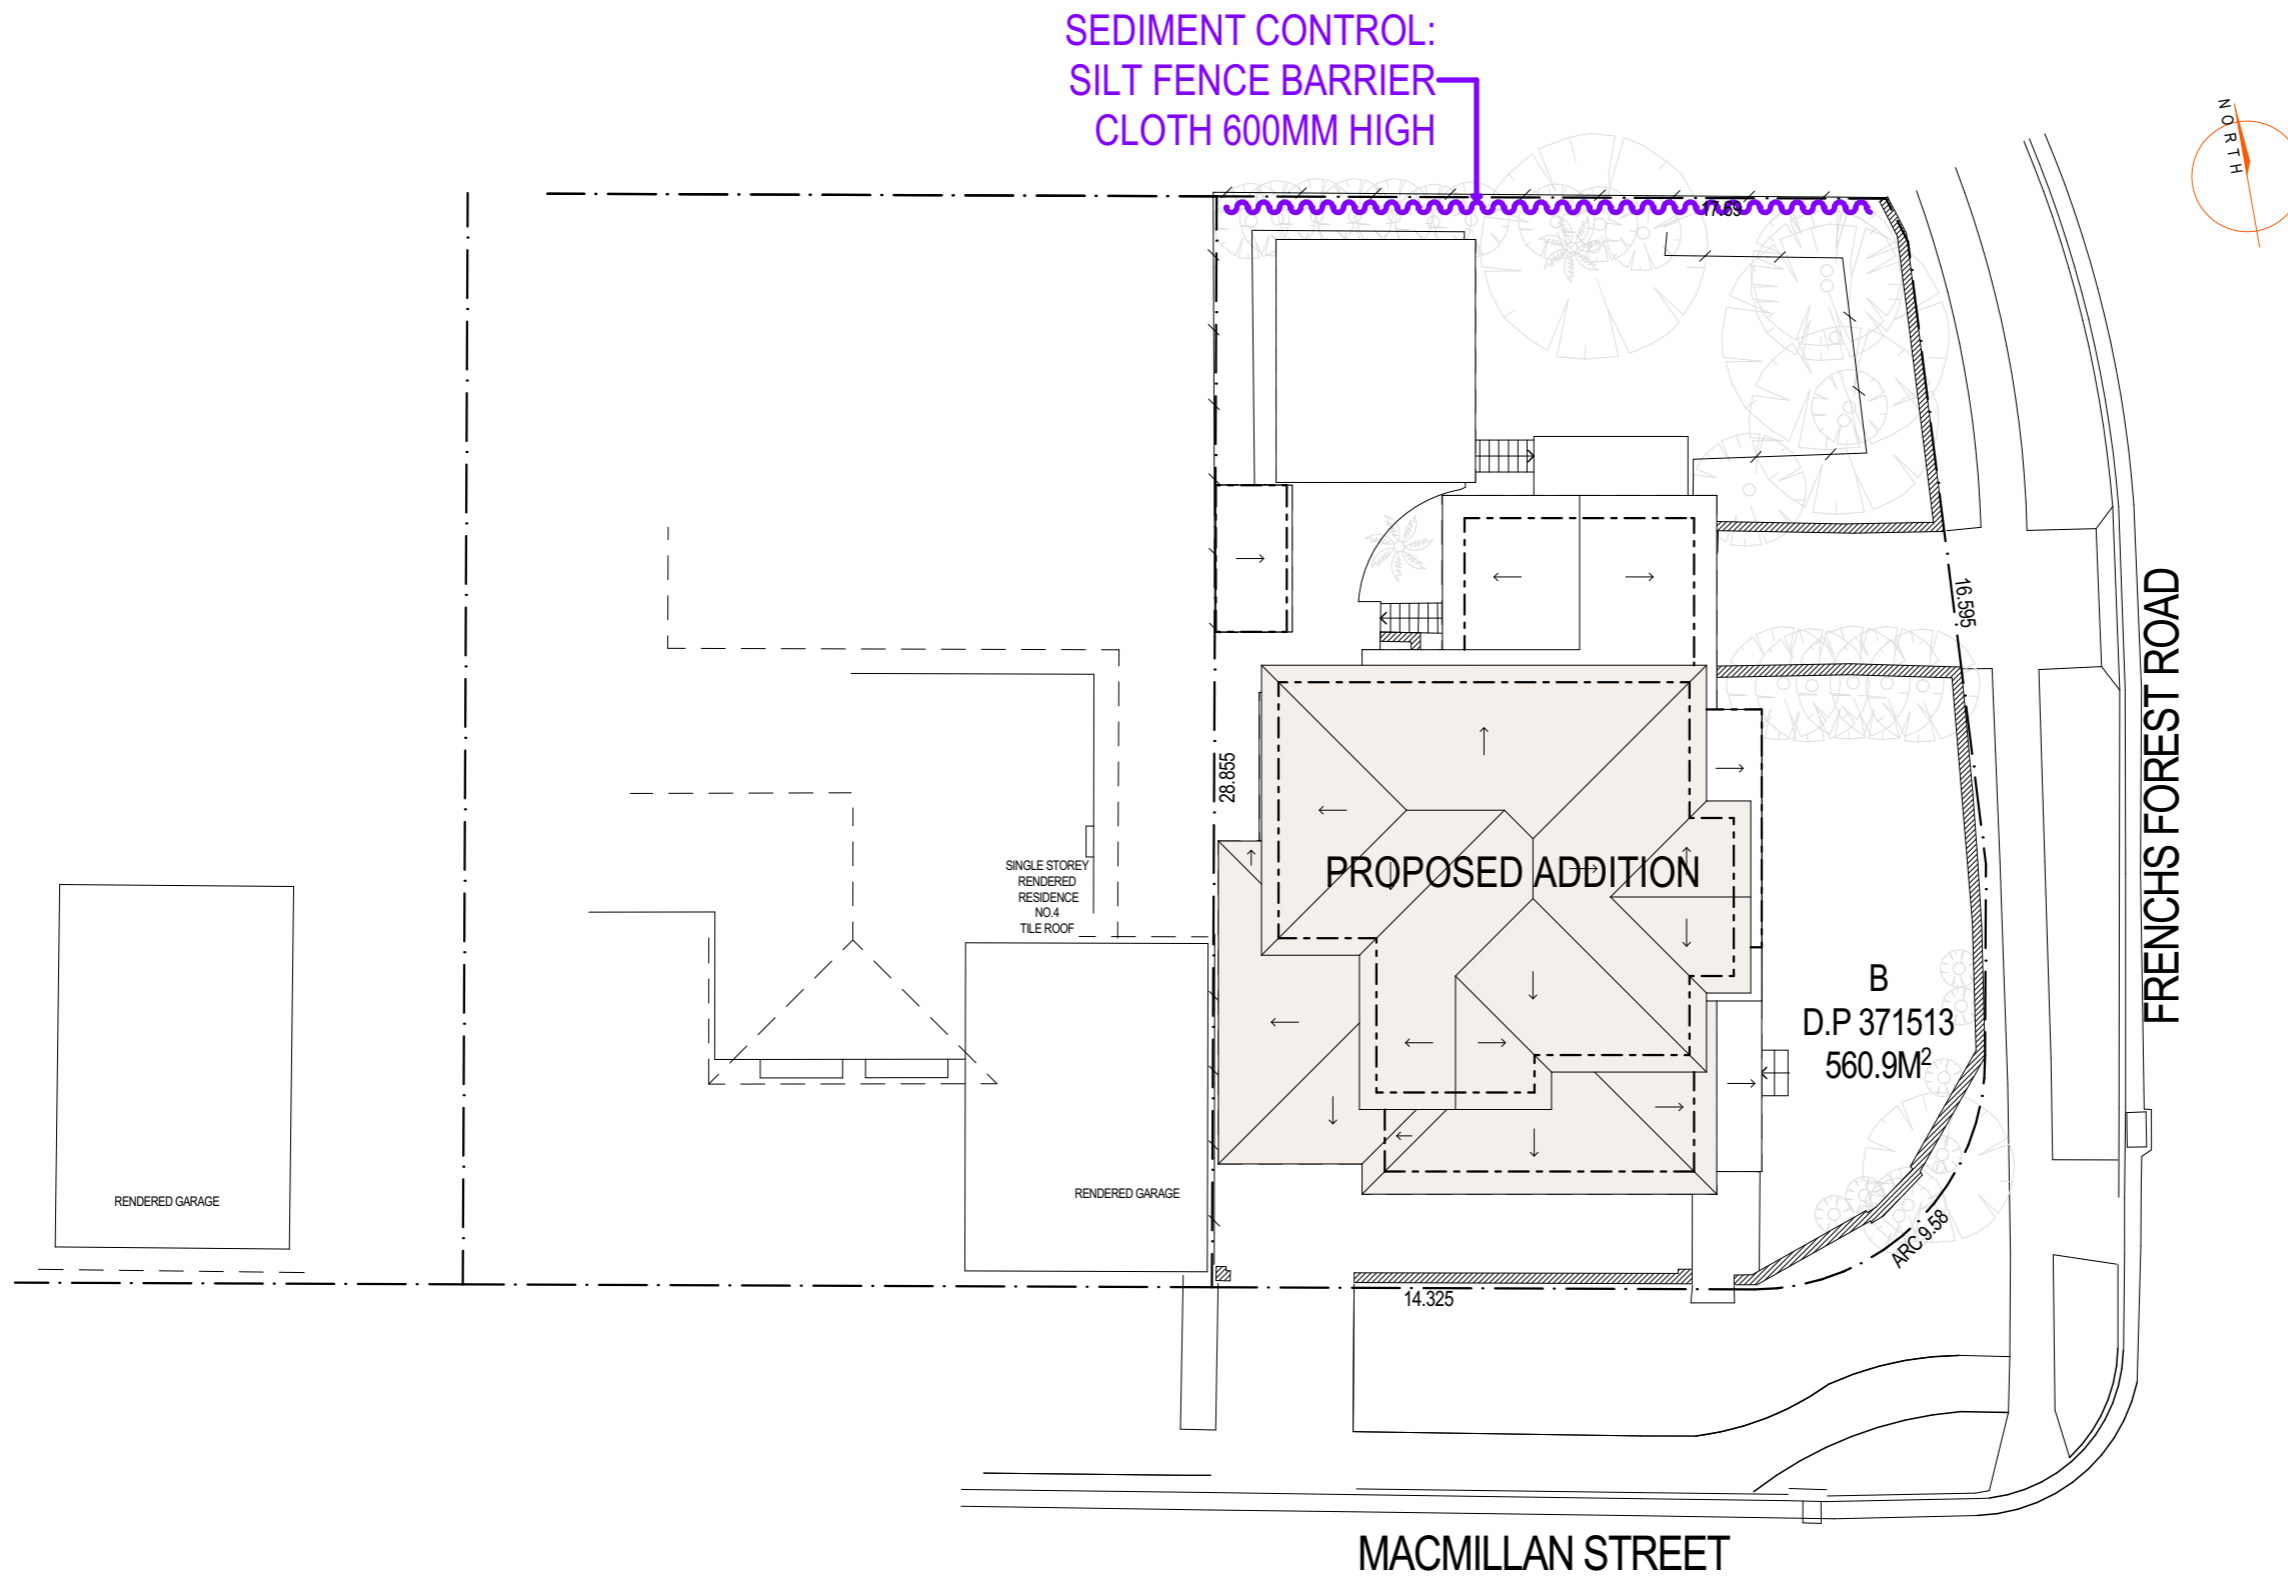 SEDIMENT CONTROL:
SILT FENCE BARRIER
CLOTH 600MM HIGH
NORTH
17.69
16.595
FRENCHS FOREST ROAD
28.855
SINGLE STOREY
RENDERED
RESIDENCE
NO.4
TILE ROOF
PROPOSED ADDITION
B
D.P 371513
560.9M²
RENDERED GARAGE
RENDERED GARAGE
ARC 9.58
14.325
MACMILLAN STREET